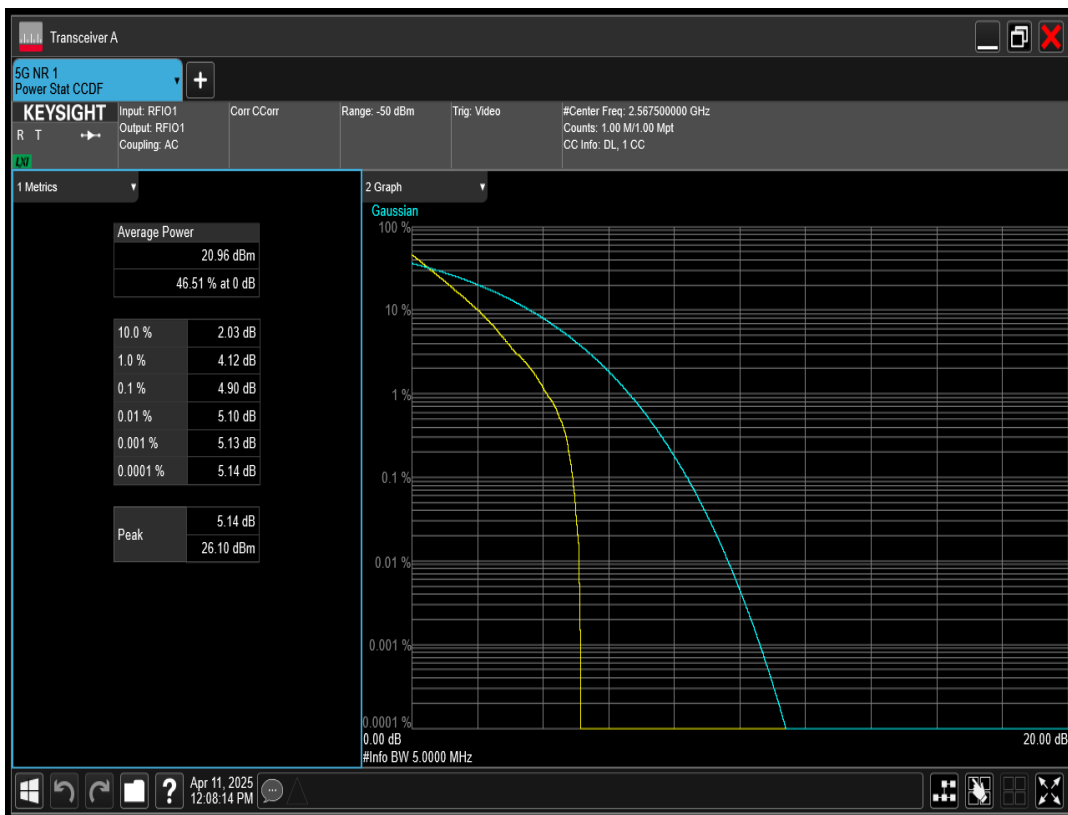 Transceiver A
5G NR 1
Power Stat CCDF
+
KEYSIGHT
R T
LXI
Input: RFIO1
Output: RFIO1
Coupling: AC
Corr CCorr
Range: -50 dBm
Trig: Video
#Center Freq: 2.567500000 GHz
Counts: 1.00 M/1.00 Mpt
CC Info: DL, 1 CC
1 Metrics
Average Power
20.96 dBm
46.51 % at 0 dB
10.0 % 2.03 dB
1.0 % 4.12 dB
0.1 % 4.90 dB
0.01 % 5.10 dB
0.001 % 5.13 dB
0.0001 % 5.14 dB
Peak 5.14 dB
26.10 dBm
2 Graph
Gaussian
100 %
10 %
1 %
0.1 %
0.01 %
0.001 %
0.0001 %
0.00 dB 20.00 dB
#Info BW 5.0000 MHz
?
Apr 11, 2025
12:08:14 PM